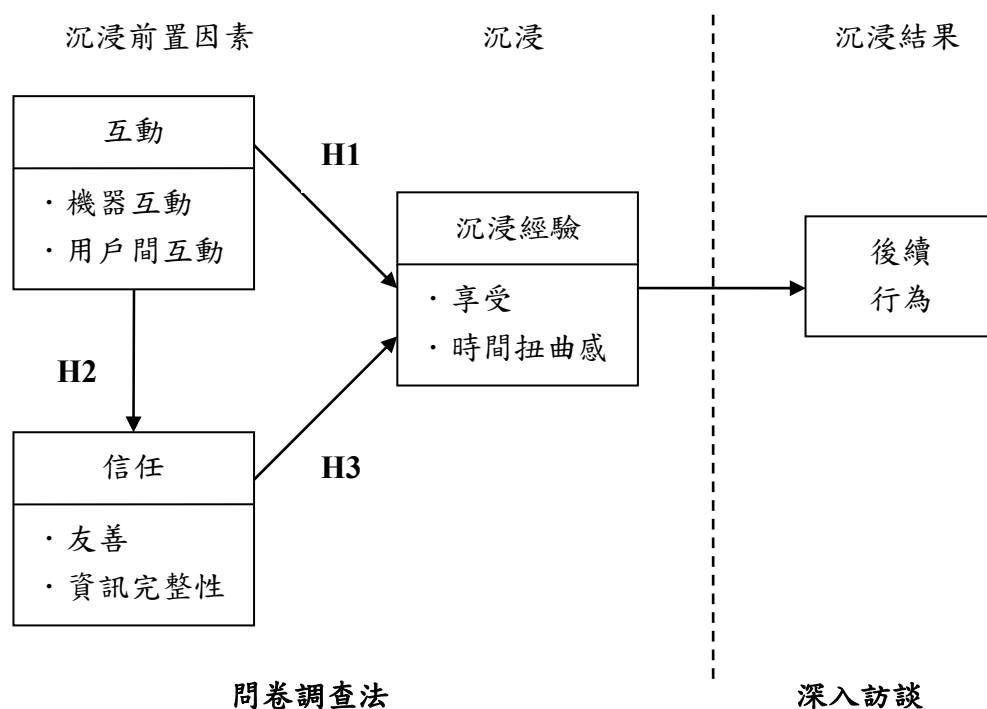 沉浸前置因素
沉浸
沉浸結果
互動
・機器互動
・用戶間互動
H1
沉浸經驗
・享受
・時間扭曲感
後續
行為
H2
信任
・友善
・資訊完整性
H3
問卷調查法
深入訪談